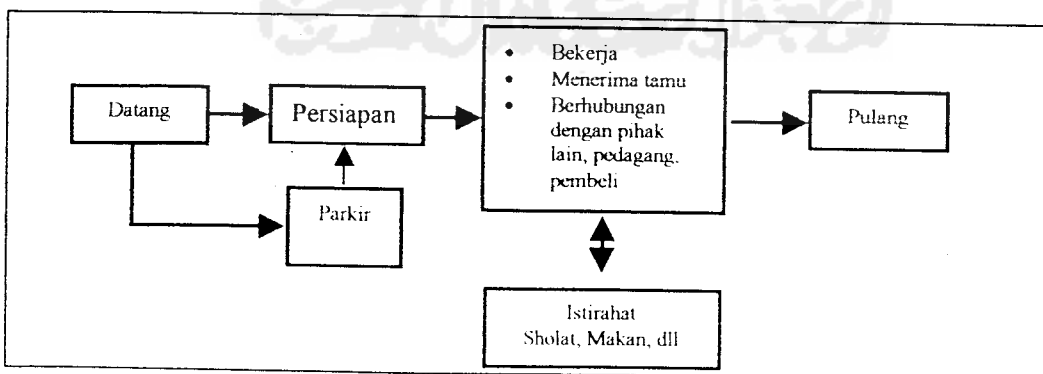 Datang
Persiapan
Parkir
• Bekerja
• Menerima tamu
• Berhubungan
dengan pihak
lain, pedagang.
pembeli
Pulang
Istirahat
Sholat, Makan, dll